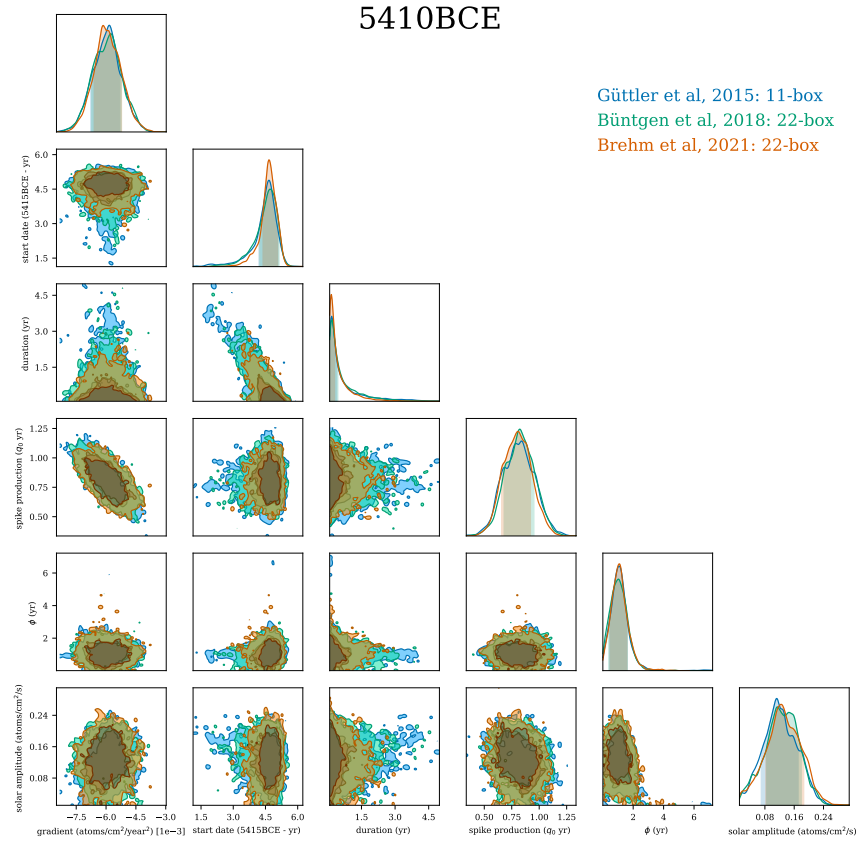 5410BCE
Güttler et al, 2015: 11-box
Büntgen et al, 2018: 22-box
Brehm et al, 2021: 22-box
start date (5415BCE - yr)
6.0
4.5
3.0
1.5
duration (yr)
4.5
3.0
1.5
spike production (q₀ yr)
1.25
1.00
0.75
0.50
ϕ (yr)
6
4
2
solar amplitude (atoms/cm²/s)
0.24
0.16
0.08
−7.5 −6.0 −4.5 −3.0
gradient (atoms/cm²/year²) [1e−3]
1.5 3.0 4.5 6.0
start date (5415BCE - yr)
1.5 3.0 4.5
duration (yr)
0.50 0.75 1.00 1.25
spike production (q₀ yr)
2 4 6
ϕ (yr)
0.08 0.16 0.24
solar amplitude (atoms/cm²/s)